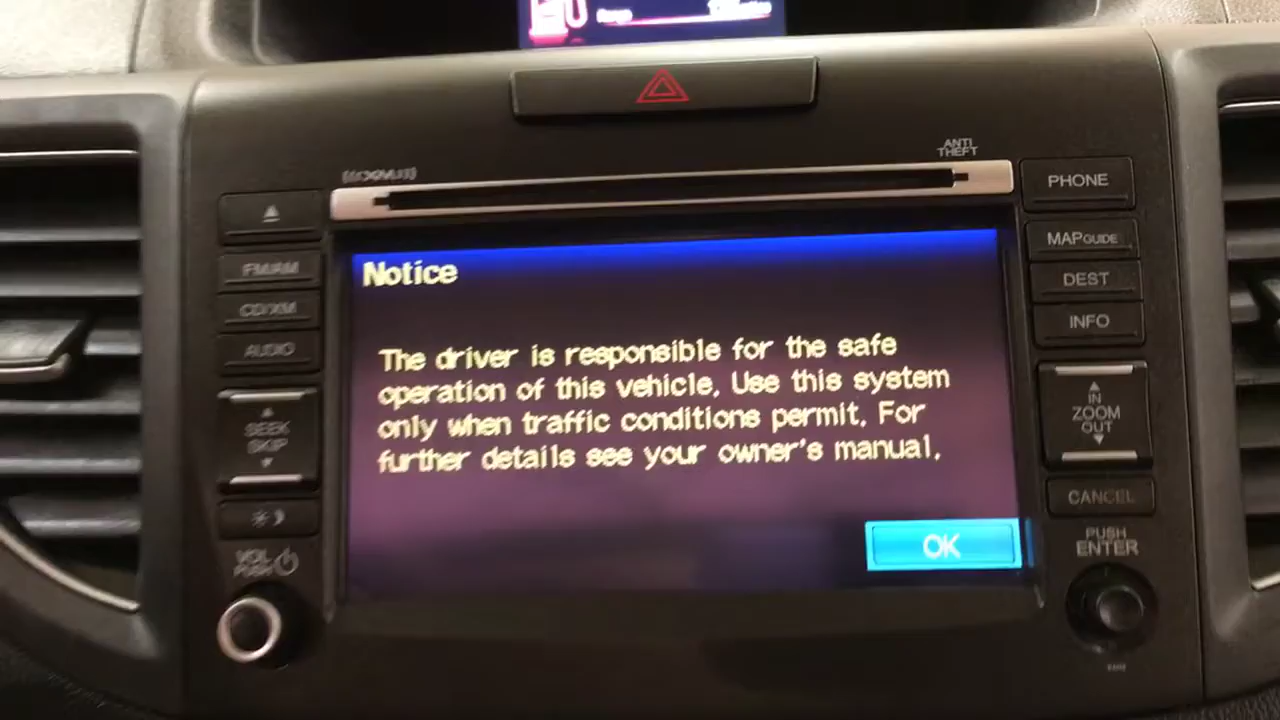 Range
ANTI
THEFT
PHONE
MAP GUIDE
FM/AM
Notice
DEST
CD/XM
INFO
AUDIO
The driver is responsible for the safe
operation of this vehicle. Use this system
only when traffic conditions permit. For
further details see your owner's manual.
SEEK
SKIP
IN
ZOOM
OUT
CANCEL
OK
VOL
PUSH
PUSH
ENTER